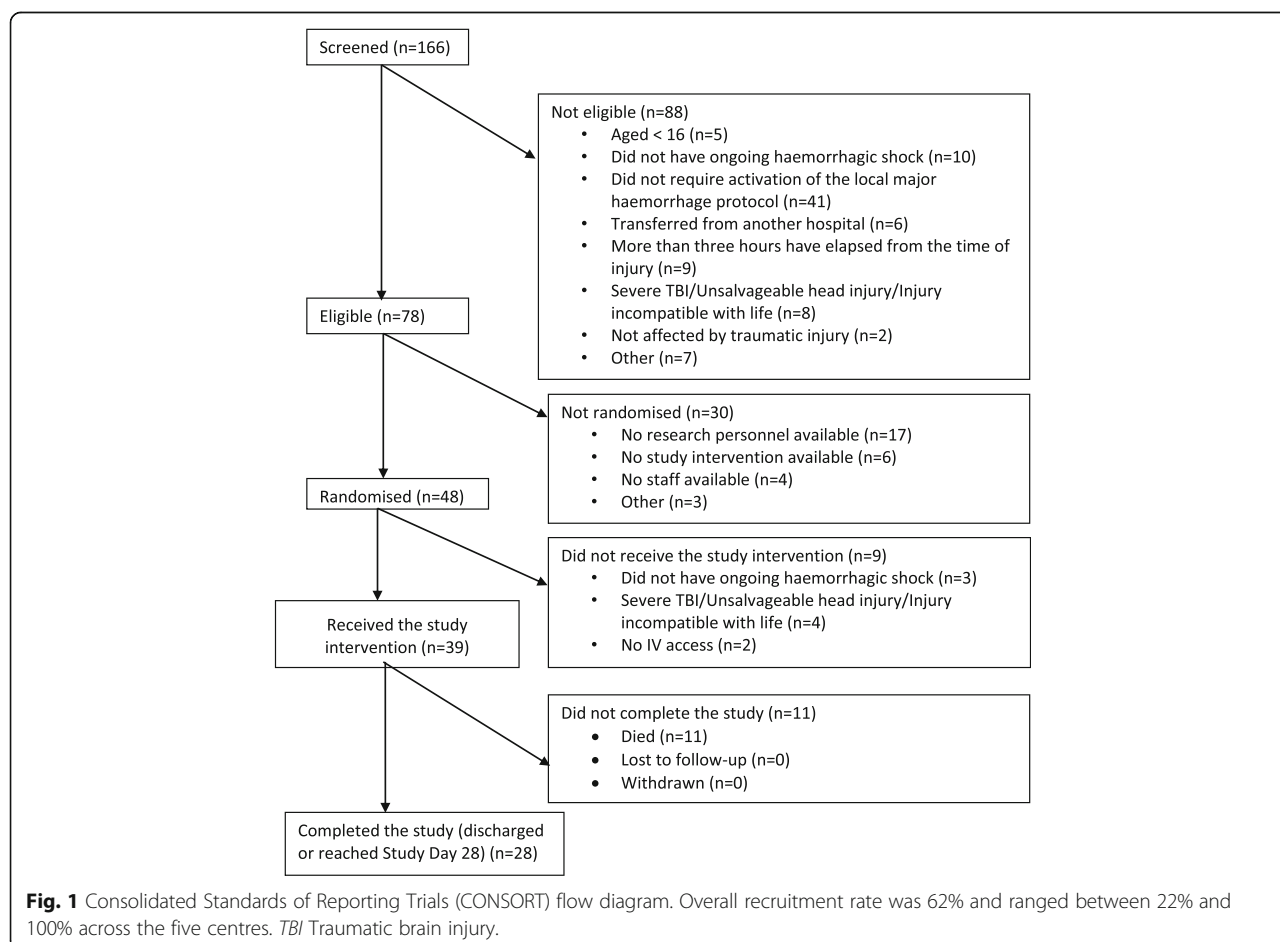 Screened (n=166)
Not eligible (n=88)
• Aged < 16 (n=5)
• Did not have ongoing haemorrhagic shock (n=10)
• Did not require activation of the local major
haemorrhage protocol (n=41)
• Transferred from another hospital (n=6)
• More than three hours have elapsed from the time of
injury (n=9)
• Severe TBI/Unsalvageable head injury/Injury
incompatible with life (n=8)
• Not affected by traumatic injury (n=2)
• Other (n=7)
Eligible (n=78)
Not randomised (n=30)
• No research personnel available (n=17)
• No study intervention available (n=6)
• No staff available (n=4)
• Other (n=3)
Randomised (n=48)
Did not receive the study intervention (n=9)
• Did not have ongoing haemorrhagic shock (n=3)
• Severe TBI/Unsalvageable head injury/Injury
incompatible with life (n=4)
• No IV access (n=2)
Received the study
intervention (n=39)
Did not complete the study (n=11)
● Died (n=11)
● Lost to follow-up (n=0)
● Withdrawn (n=0)
Completed the study (discharged
or reached Study Day 28) (n=28)
Fig. 1 Consolidated Standards of Reporting Trials (CONSORT) flow diagram. Overall recruitment rate was 62% and ranged between 22% and
100% across the five centres. TBI Traumatic brain injury.